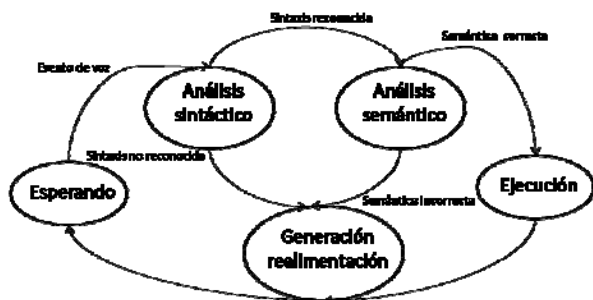 Sintaxis reconocida
Semántica correcta
Evento de voz
Análisis
sintáctico
Análisis
semántico
Sintaxis no reconocida
Esperando
Ejecución
Semántica incorrecta
Generación
realimentación